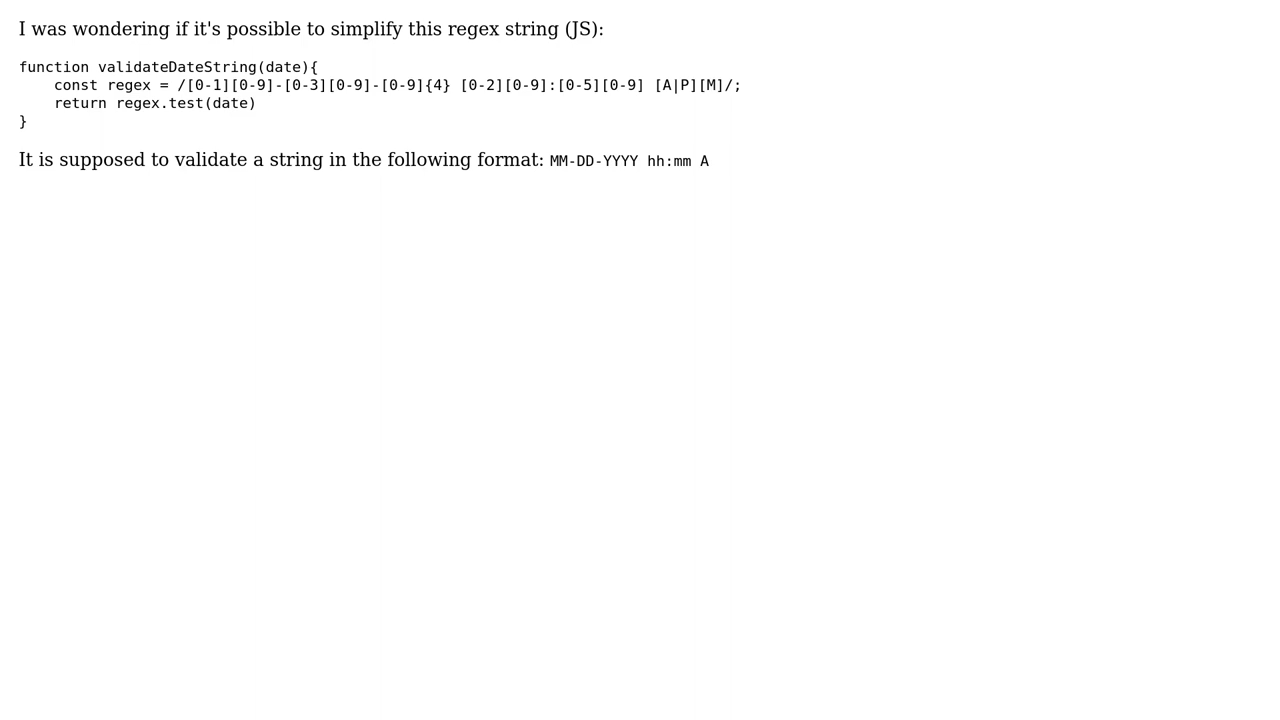 I was wondering if it's possible to simplify this regex string (JS):
function validateDateString(date){
    const regex = /[0-1][0-9]-[0-3][0-9]-[0-9]{4} [0-2][0-9]:[0-5][0-9] [A|P][M]/;
    return regex.test(date)
}
It is supposed to validate a string in the following format: MM-DD-YYYY hh:mm A